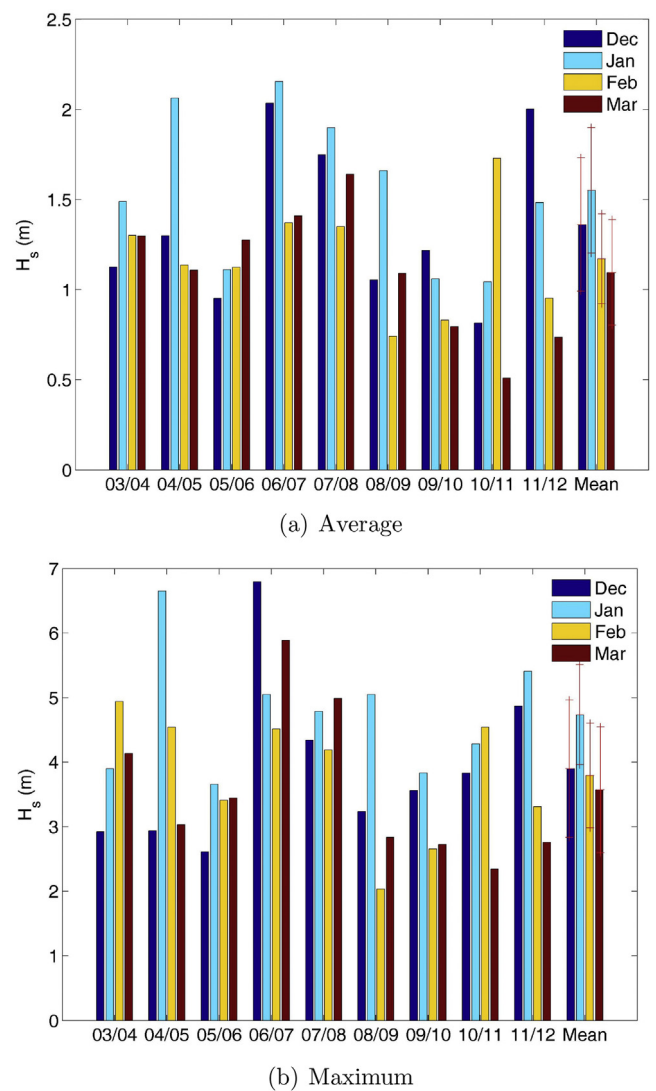 2.5
Dec
Jan
Feb
Mar
2
1.5
H_s (m)
1
0.5
0
03/04 04/05 05/06 06/07 07/08 08/09 09/10 10/11 11/12 Mean
(a) Average
7
Dec
Jan
Feb
Mar
6
5
4
H_s (m)
3
2
1
0
03/04 04/05 05/06 06/07 07/08 08/09 09/10 10/11 11/12 Mean
(b) Maximum